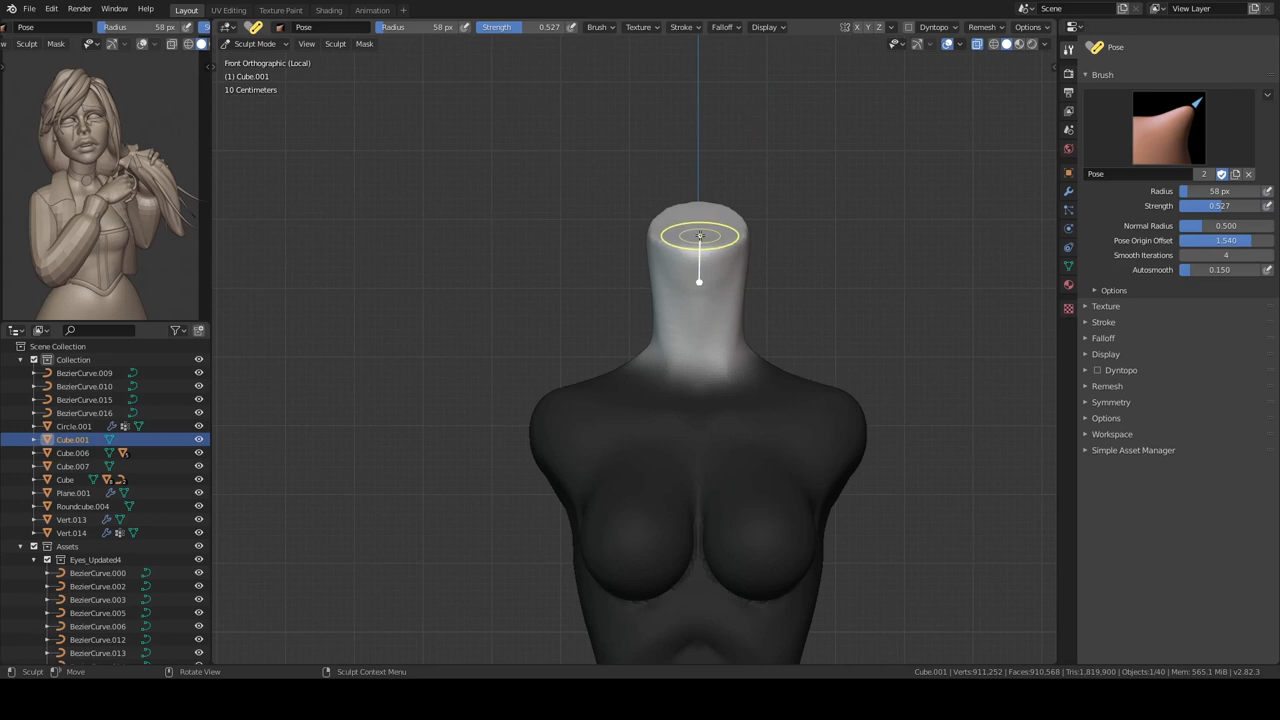 File Edit Render Window Help Layout UV Editing Texture Paint Shading Animation + Scene View Layer
Pose Radius 58 px S Pose Radius 58 px Strength 0.527 Brush Texture Stroke Falloff Display X Y Z Dyntopo Remesh Options
Sculpt Mask Sculpt Mode View Sculpt Mask Pose
Front Orthographic (Local)
(1) Cube.001
10 Centimeters
Brush
Pose 2
Radius 58 px
Strength 0.527
Normal Radius 0.500
Pose Origin Offset 1.540
Smooth Iterations 4
Autosmooth 0.150
Options
Texture
Stroke
Falloff
Display
Dyntopo
Remesh
Symmetry
Options
Workspace
Simple Asset Manager
Scene Collection
Collection
BezierCurve.009
BezierCurve.010
BezierCurve.015
BezierCurve.016
Circle.001
Cube.001
Cube.006
Cube.007
Cube
Plane.001
Roundcube.004
Vert.013
Vert.014
Assets
Eyes_Updated4
BezierCurve.000
BezierCurve.002
BezierCurve.003
BezierCurve.005
BezierCurve.006
BezierCurve.012
BezierCurve.013
Sculpt Move Rotate View Sculpt Context Menu Cube.001 | Verts:911,252 | Faces:910,568 | Tris:1,819,900 | Objects:1/40 | Mem: 565.1 MiB | v2.82.3